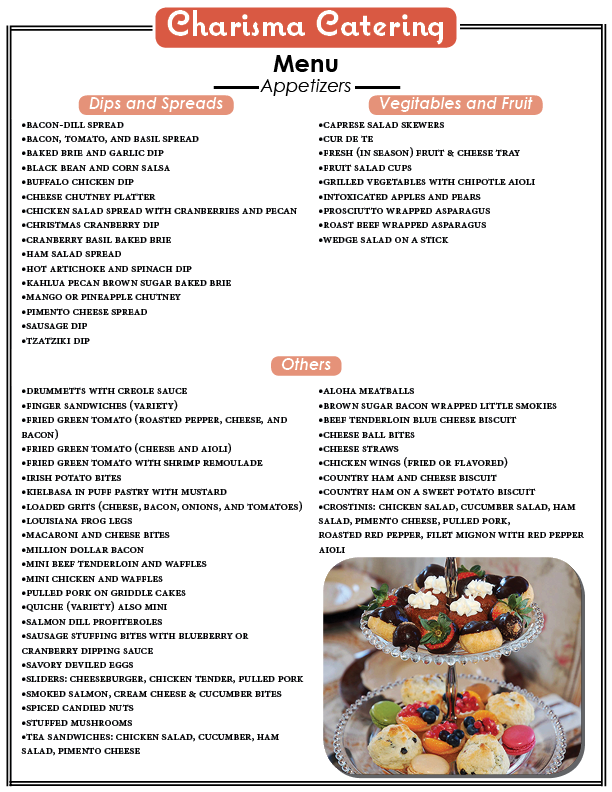 Charisma Catering
Menu
Appetizers
Dips and Spreads
•BACON-DILL SPREAD
•BACON, TOMATO, AND BASIL SPREAD
•BAKED BRIE AND GARLIC DIP
•BLACK BEAN AND CORN SALSA
•BUFFALO CHICKEN DIP
•CHEESE CHUTNEY PLATTER
•CHICKEN SALAD SPREAD WITH CRANBERRIES AND PECAN
•CHRISTMAS CRANBERRY DIP
•CRANBERRY BASIL BAKED BRIE
•HAM SALAD SPREAD
•HOT ARTICHOKE AND SPINACH DIP
•KAHLUA PECAN BROWN SUGAR BAKED BRIE
•MANGO OR PINEAPPLE CHUTNEY
•PIMENTO CHEESE SPREAD
•SAUSAGE DIP
•TZATZIKI DIP
Vegitables and Fruit
•CAPRESE SALAD SKEWERS
•CUR DE TE
•FRESH (IN SEASON) FRUIT & CHEESE TRAY
•FRUIT SALAD CUPS
•GRILLED VEGETABLES WITH CHIPOTLE AIOLI
•INTOXICATED APPLES AND PEARS
•PROSCIUTTO WRAPPED ASPARAGUS
•ROAST BEEF WRAPPED ASPARAGUS
•WEDGE SALAD ON A STICK
Others
•DRUMMETTS WITH CREOLE SAUCE
•FINGER SANDWICHES (VARIETY)
•FRIED GREEN TOMATO (ROASTED PEPPER, CHEESE, AND
BACON)
•FRIED GREEN TOMATO (CHEESE AND AIOLI)
•FRIED GREEN TOMATO WITH SHRIMP REMOULADE
•IRISH POTATO BITES
•KIELBASA IN PUFF PASTRY WITH MUSTARD
•LOADED GRITS (CHEESE, BACON, ONIONS, AND TOMATOES)
•LOUISIANA FROG LEGS
•MACARONI AND CHEESE BITES
•MILLION DOLLAR BACON
•MINI BEEF TENDERLOIN AND WAFFLES
•MINI CHICKEN AND WAFFLES
•PULLED PORK ON GRIDDLE CAKES
•QUICHE (VARIETY) ALSO MINI
•SALMON DILL PROFITEROLES
•SAUSAGE STUFFING BITES WITH BLUEBERRY OR
CRANBERRY DIPPING SAUCE
•SAVORY DEVILED EGGS
•SLIDERS: CHEESEBURGER, CHICKEN TENDER, PULLED PORK
•SMOKED SALMON, CREAM CHEESE & CUCUMBER BITES
•SPICED CANDIED NUTS
•STUFFED MUSHROOMS
•TEA SANDWICHES: CHICKEN SALAD, CUCUMBER, HAM
SALAD, PIMENTO CHEESE
•ALOHA MEATBALLS
•BROWN SUGAR BACON WRAPPED LITTLE SMOKIES
•BEEF TENDERLOIN BLUE CHEESE BISCUIT
•CHEESE BALL BITES
•CHEESE STRAWS
•CHICKEN WINGS (FRIED OR FLAVORED)
•COUNTRY HAM AND CHEESE BISCUIT
•COUNTRY HAM ON A SWEET POTATO BISCUIT
•CROSTINIS: CHICKEN SALAD, CUCUMBER SALAD, HAM
SALAD, PIMENTO CHEESE, PULLED PORK,
ROASTED RED PEPPER, FILET MIGNON WITH RED PEPPER
AIOLI